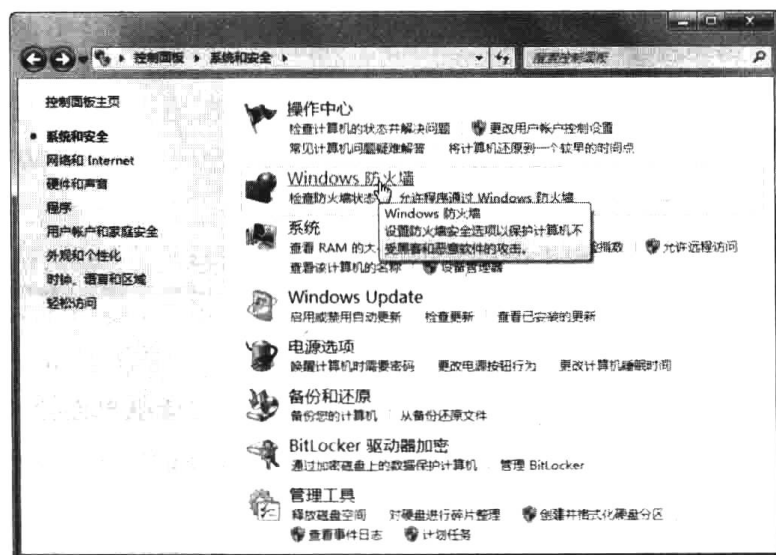 控制面板 ▸ 系统和安全 ▸
搜索控制面板
控制面板主页
系统和安全
网络和 Internet
硬件和声音
程序
用户帐户和家庭安全
外观和个性化
时钟、语言和区域
轻松访问
操作中心
检查计算机的状态并解决问题 更改用户帐户控制设置
常见计算机问题疑难解答 将计算机还原到一个较早的时间点
Windows 防火墙
检查防火墙状态 允许程序通过 Windows 防火墙
Windows 防火墙
设置防火墙安全选项以保护计算机不
受黑客和恶意软件的攻击。
系统
查看 RAM 的大 指数 允许远程访问
查看该计算机的名称 设备管理器
Windows Update
启用或禁用自动更新 检查更新 查看已安装的更新
电源选项
唤醒计算机时需要密码 更改电源按钮行为 更改计算机睡眠时间
备份和还原
备份您的计算机 从备份还原文件
BitLocker 驱动器加密
通过加密磁盘上的数据保护计算机 管理 BitLocker
管理工具
释放磁盘空间 对硬盘进行碎片整理 创建并格式化硬盘分区
查看事件日志 计划任务